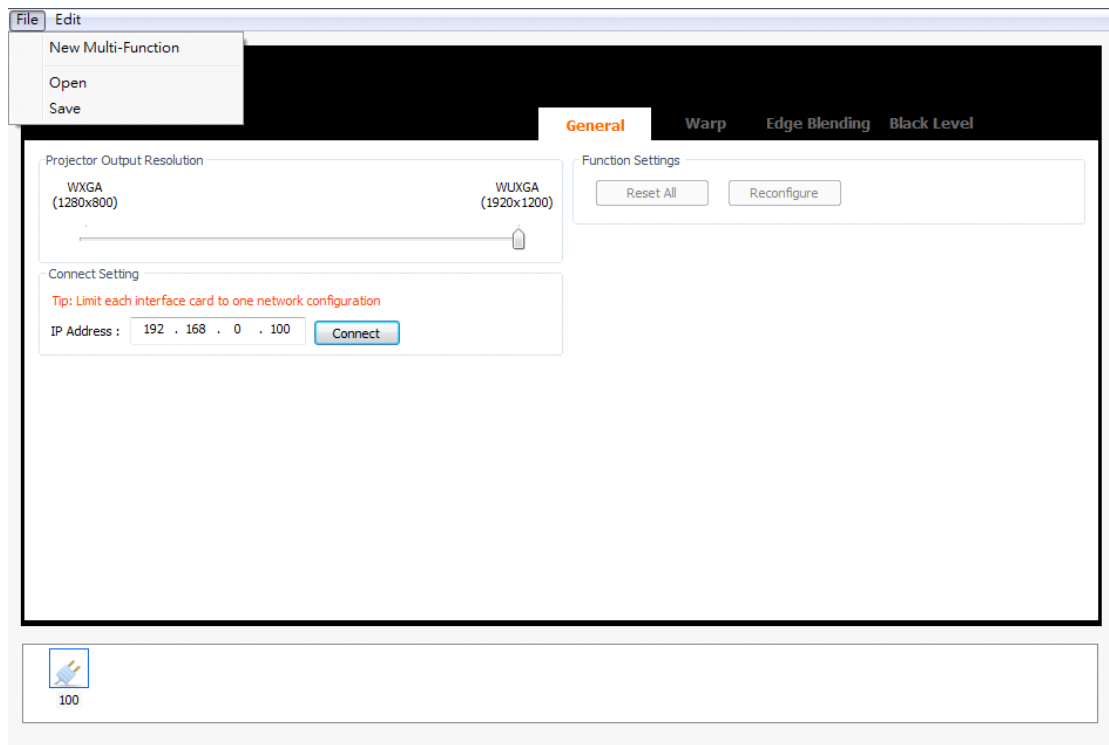 File Edit
New Multi-Function
Open
Save
General Warp Edge Blending Black Level
Projector Output Resolution
WXGA
(1280x800)
WUXGA
(1920x1200)
Function Settings
Reset All Reconfigure
Connect Setting
Tip: Limit each interface card to one network configuration
IP Address : 192 . 168 . 0 . 100 Connect
100